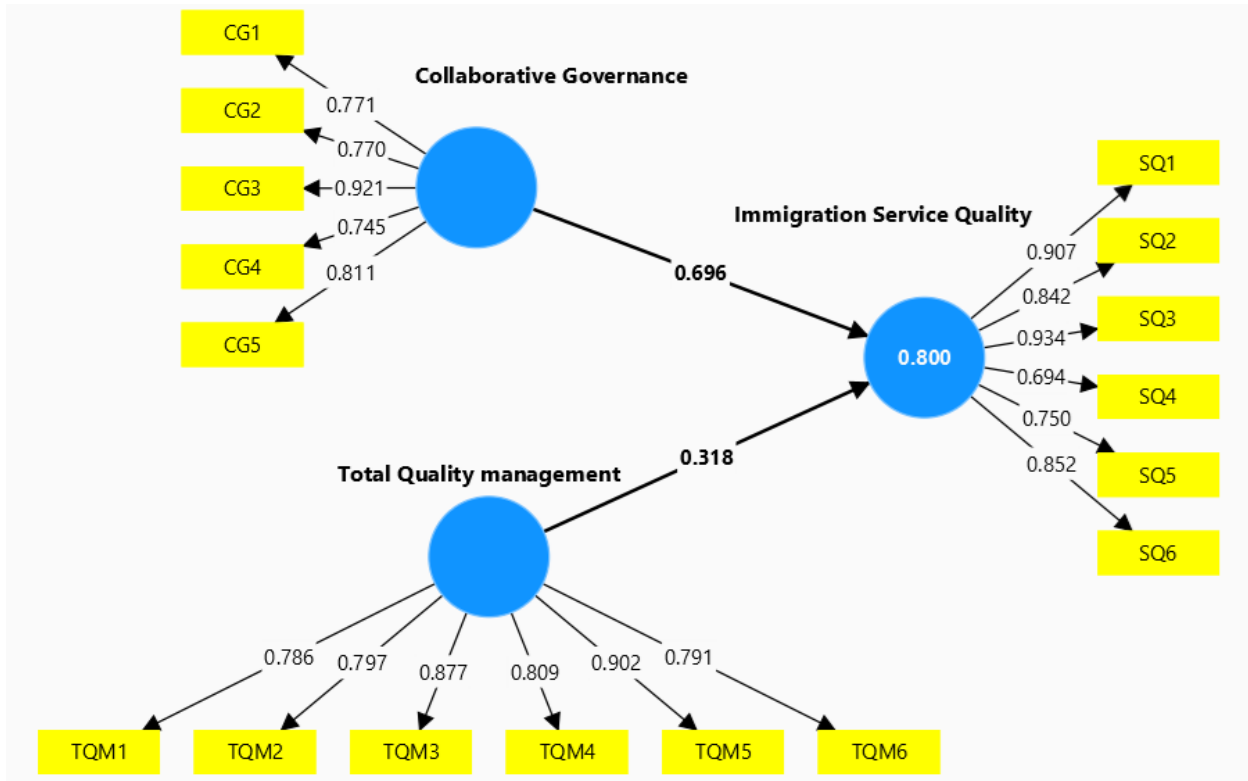 CG1
Collaborative Governance
CG2
0.771
0.770
CG3
0.921
0.745
CG4
0.811
CG5
Immigration Service Quality
0.696
0.800
SQ1
0.907
SQ2
0.842
SQ3
0.934
0.694
SQ4
0.750
SQ5
0.852
SQ6
Total Quality management
0.318
0.786
0.797
0.877
0.809
0.902
0.791
TQM1
TQM2
TQM3
TQM4
TQM5
TQM6